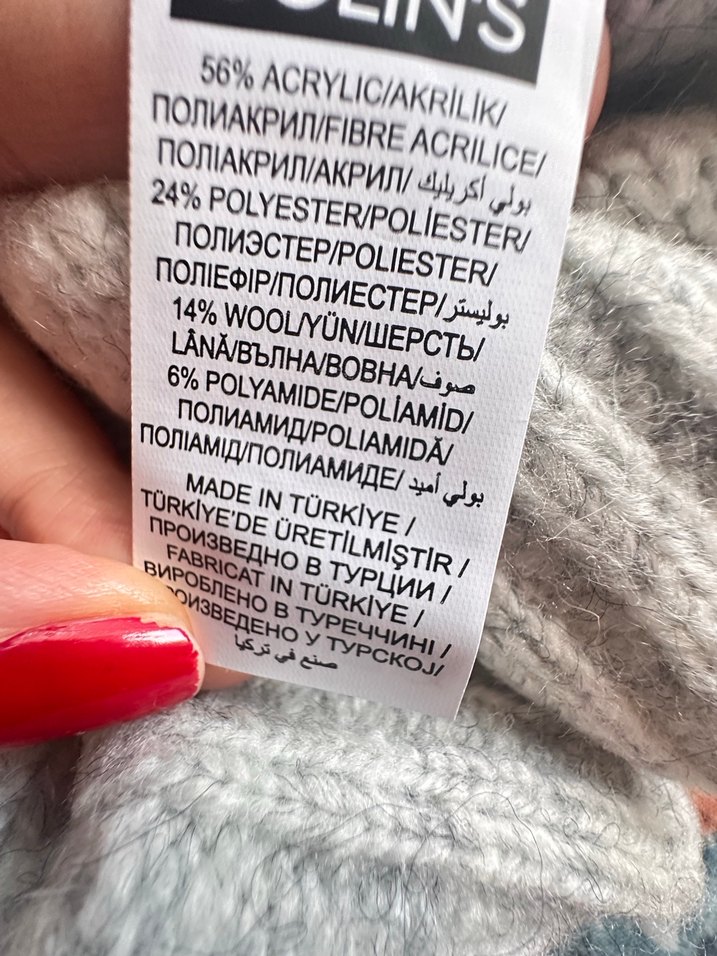 OLIN'S
56% ACRYLIC/AKRİLİK/
ПОЛИАКРИЛ/FIBRE ACRILICE/
ПОЛІАКРИЛ/АКРИЛ/ بولي أكريليك
24% POLYESTER/POLİESTER/
ПОЛИЭСТЕР/POLIESTER/
ПОЛІЕФІР/ПОЛИЕСТЕР/ بوليستر
14% WOOL/YÜN/ШЕРСТЬ/
LÂNĂ/ВЪЛНА/ВОВНА/ صوف
6% POLYAMIDE/POLİAMİD/
ПОЛИАМИД/POLIAMIDĂ/
ПОЛІАМІД/ПОЛИАМИДЕ/ بولي أميد
MADE IN TÜRKİYE /
TÜRKİYE'DE ÜRETİLMİŞTİR /
ПРОИЗВЕДНО В ТУРЦИИ /
FABRICAT IN TÜRKİYE /
ВИРОБЛЕНО В ТУРЕЧЧИНІ /
ОИЗВЕДЕНО У ТУРСКОЈ/
صنع في تركيا